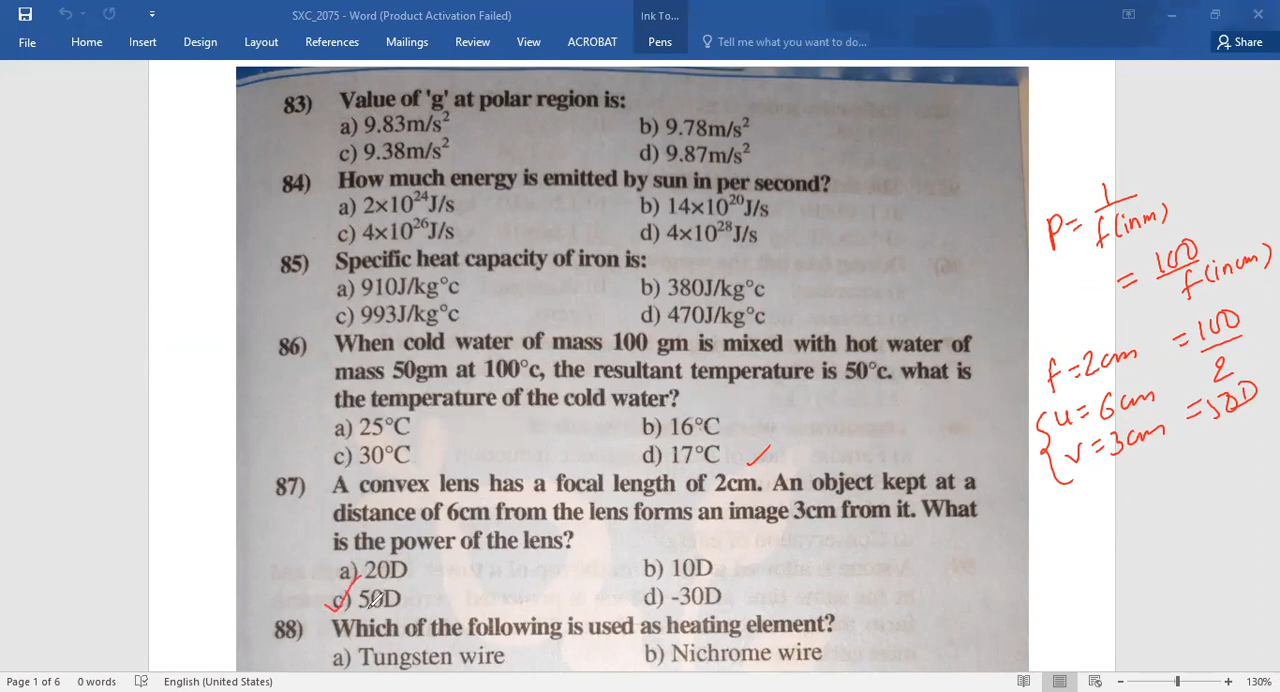 SXC_2075 - Word (Product Activation Failed)
Ink To...
File Home Insert Design Layout References Mailings Review View ACROBAT Pens Tell me what you want to do... Share
83) Value of 'g' at polar region is:
a) 9.83m/s² b) 9.78m/s²
c) 9.38m/s² d) 9.87m/s²
84) How much energy is emitted by sun in per second?
a) 2×10²⁴J/s b) 14×10²⁰J/s
c) 4×10²⁶J/s d) 4×10²⁸J/s
85) Specific heat capacity of iron is:
a) 910J/kg°c b) 380J/kg°c
c) 993J/kg°c d) 470J/kg°c
86) When cold water of mass 100 gm is mixed with hot water of
mass 50gm at 100°c, the resultant temperature is 50°c. what is
the temperature of the cold water?
a) 25°C b) 16°C
c) 30°C d) 17°C
87) A convex lens has a focal length of 2cm. An object kept at a
distance of 6cm from the lens forms an image 3cm from it. What
is the power of the lens?
a) 20D b) 10D
c) 50D d) -30D
88) Which of the following is used as heating element?
a) Tungsten wire b) Nichrome wire
P = 1/f(in m)
= 100/f(in cm)
f = 2cm = 100/2
u = 6cm = 50D
v = 3cm
Page 1 of 6 0 words English (United States) 130%